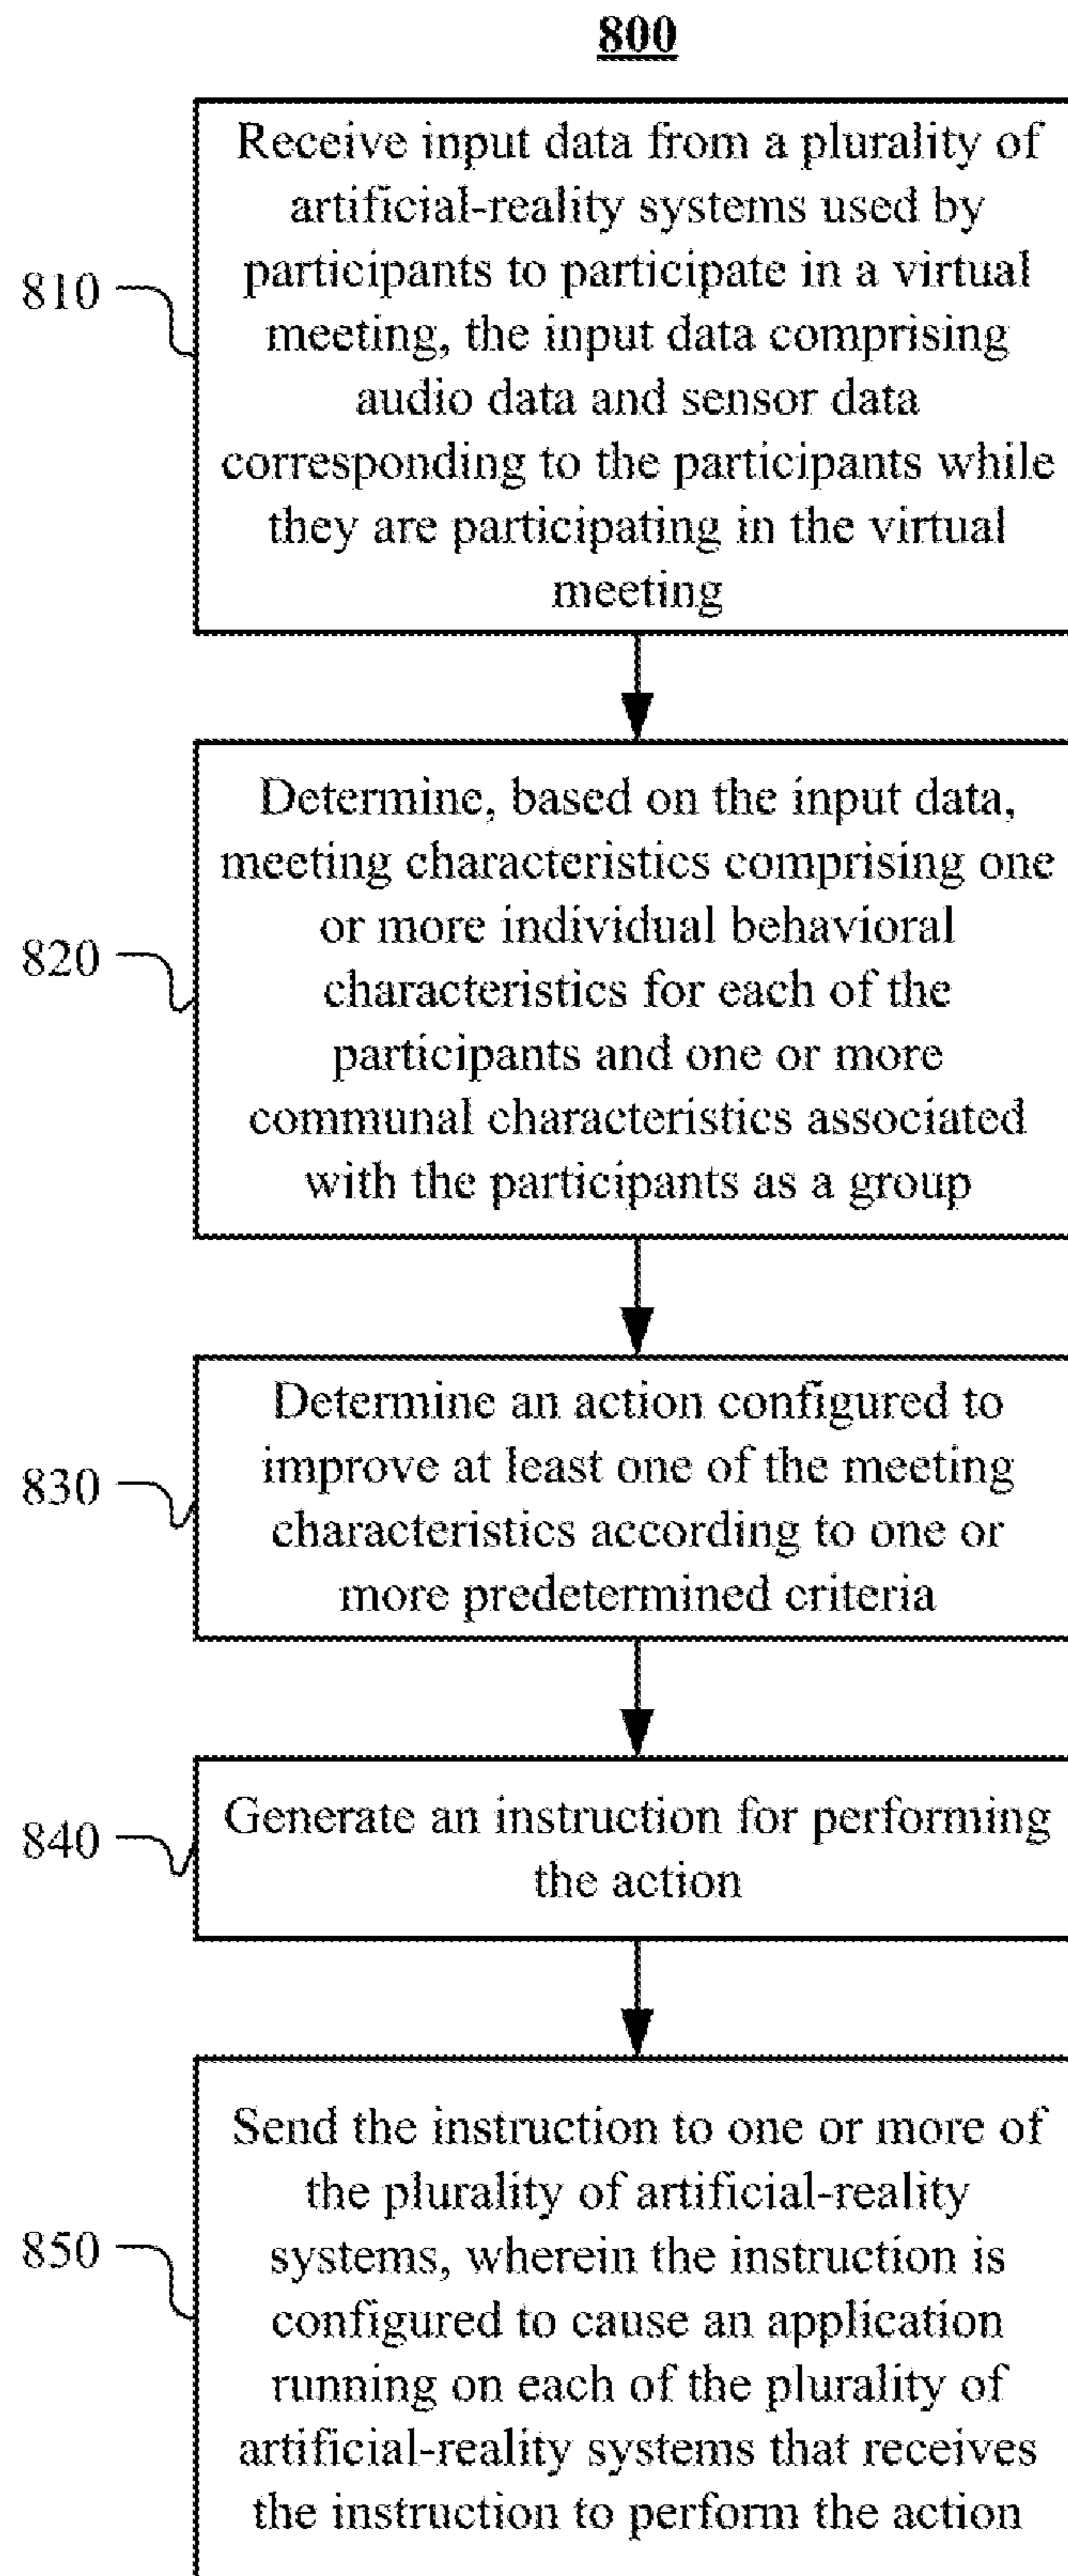 800
Receive input data from a plurality of
artificial-reality systems used by
participants to participate in a virtual
meeting, the input data comprising
audio data and sensor data
corresponding to the participants while
they are participating in the virtual
meeting
810
Determine, based on the input data,
meeting characteristics comprising one
or more individual behavioral
characteristics for each of the
participants and one or more
communal characteristics associated
with the participants as a group
820
Determine an action configured to
improve at least one of the meeting
characteristics according to one or
more predetermined criteria
830
Generate an instruction for performing
the action
840
Send the instruction to one or more of
the plurality of artificial-reality
systems, wherein the instruction is
configured to cause an application
running on each of the plurality of
artificial-reality systems that receives
the instruction to perform the action
850